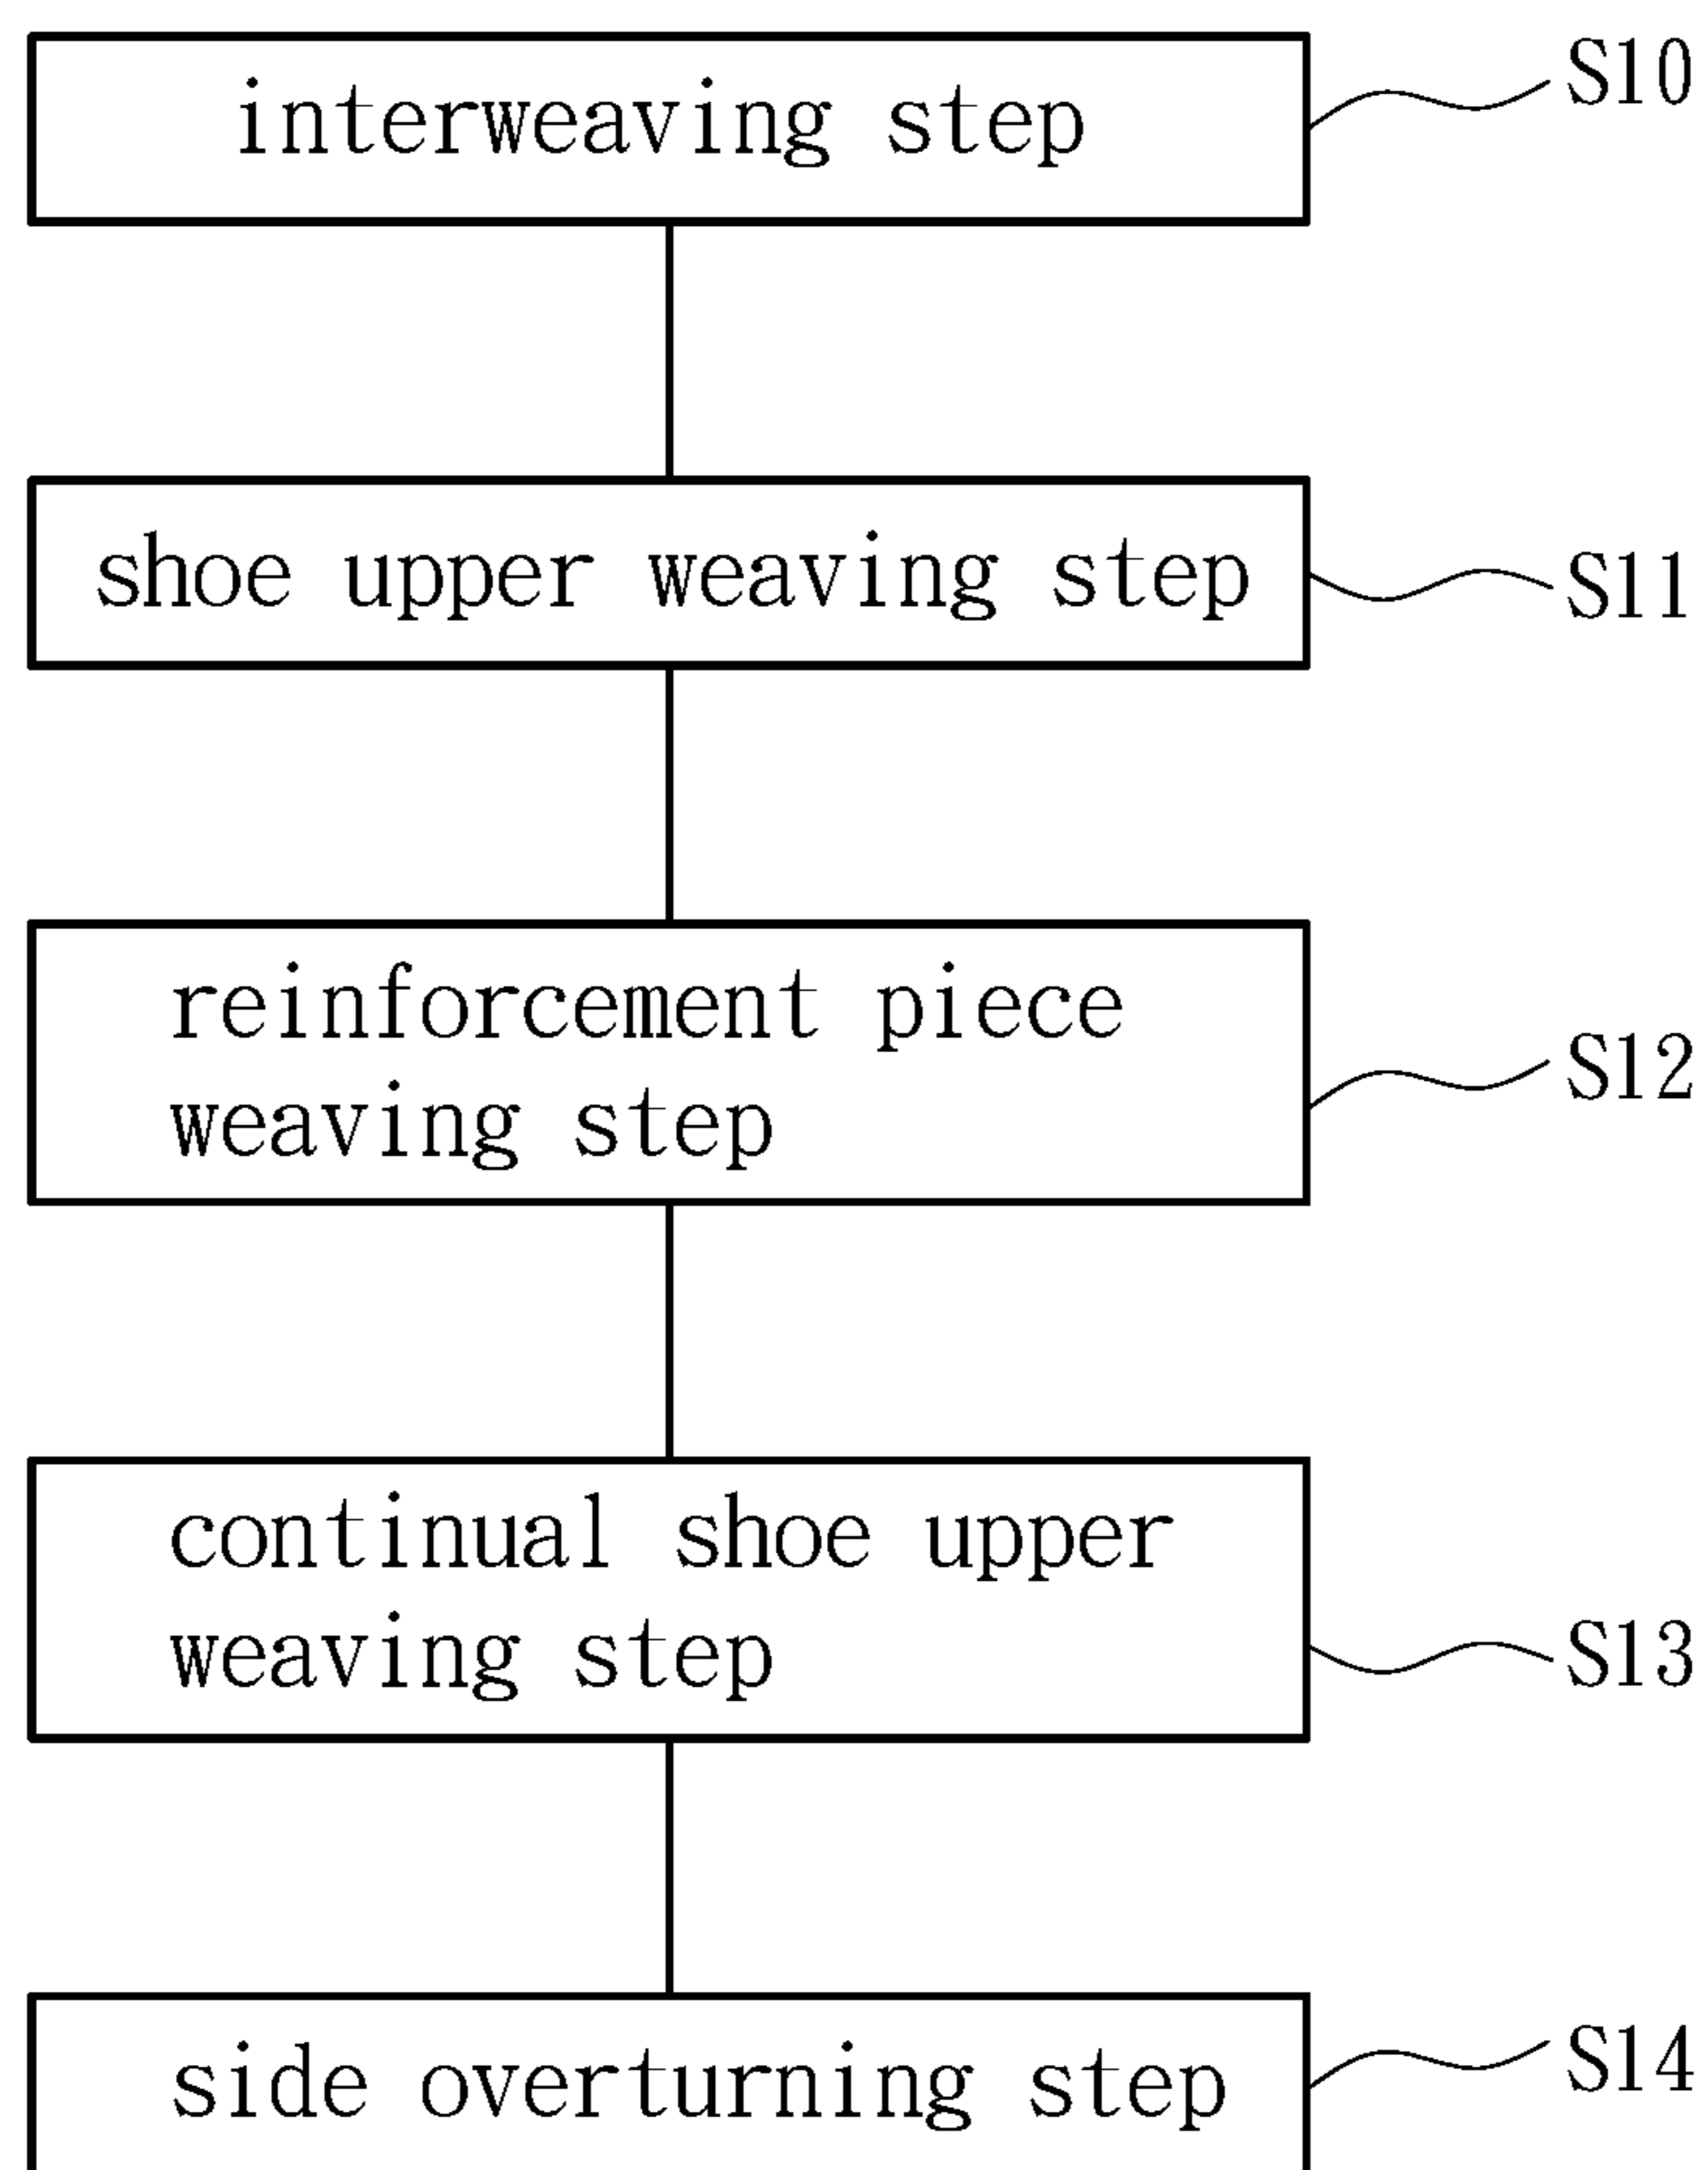 interweaving step
S10
shoe upper weaving step
S11
reinforcement piece
weaving step
S12
continual shoe upper
weaving step
S13
side overturning step
S14